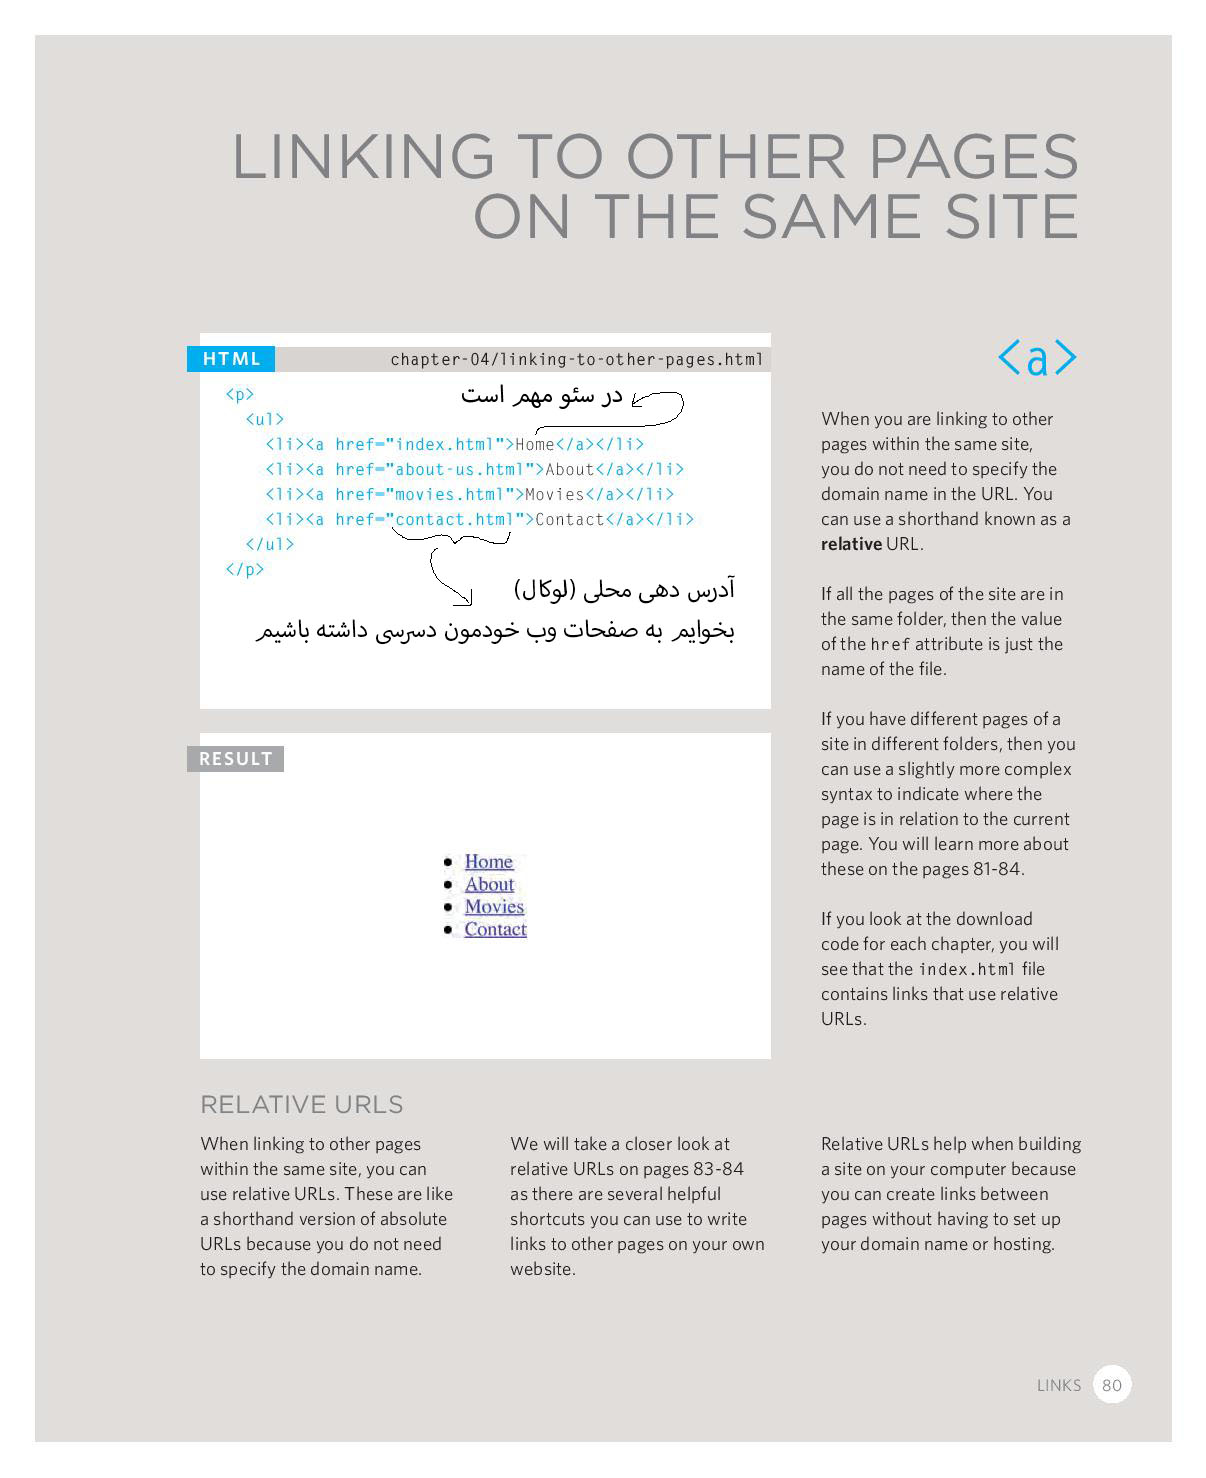 LINKING TO OTHER PAGES
ON THE SAME SITE
HTML
chapter-04/linking-to-other-pages.html
<p>
در سئو مهم است
<ul>
<li><a href="index.html">Home</a></li>
<li><a href="about-us.html">About</a></li>
<li><a href="movies.html">Movies</a></li>
<li><a href="contact.html">Contact</a></li>
</ul>
</p>
آدرس دهی محلی (لوکال)
بخوایم به صفحات وب خودمون دسرسی داشته باشیم
RESULT
• Home
• About
• Movies
• Contact
<a>
When you are linking to other
pages within the same site,
you do not need to specify the
domain name in the URL. You
can use a shorthand known as a
relative URL.
If all the pages of the site are in
the same folder, then the value
of the href attribute is just the
name of the file.
If you have different pages of a
site in different folders, then you
can use a slightly more complex
syntax to indicate where the
page is in relation to the current
page. You will learn more about
these on the pages 81-84.
If you look at the download
code for each chapter, you will
see that the index.html file
contains links that use relative
URLs.
RELATIVE URLS
When linking to other pages
within the same site, you can
use relative URLs. These are like
a shorthand version of absolute
URLs because you do not need
to specify the domain name.
We will take a closer look at
relative URLs on pages 83-84
as there are several helpful
shortcuts you can use to write
links to other pages on your own
website.
Relative URLs help when building
a site on your computer because
you can create links between
pages without having to set up
your domain name or hosting.
LINKS 80